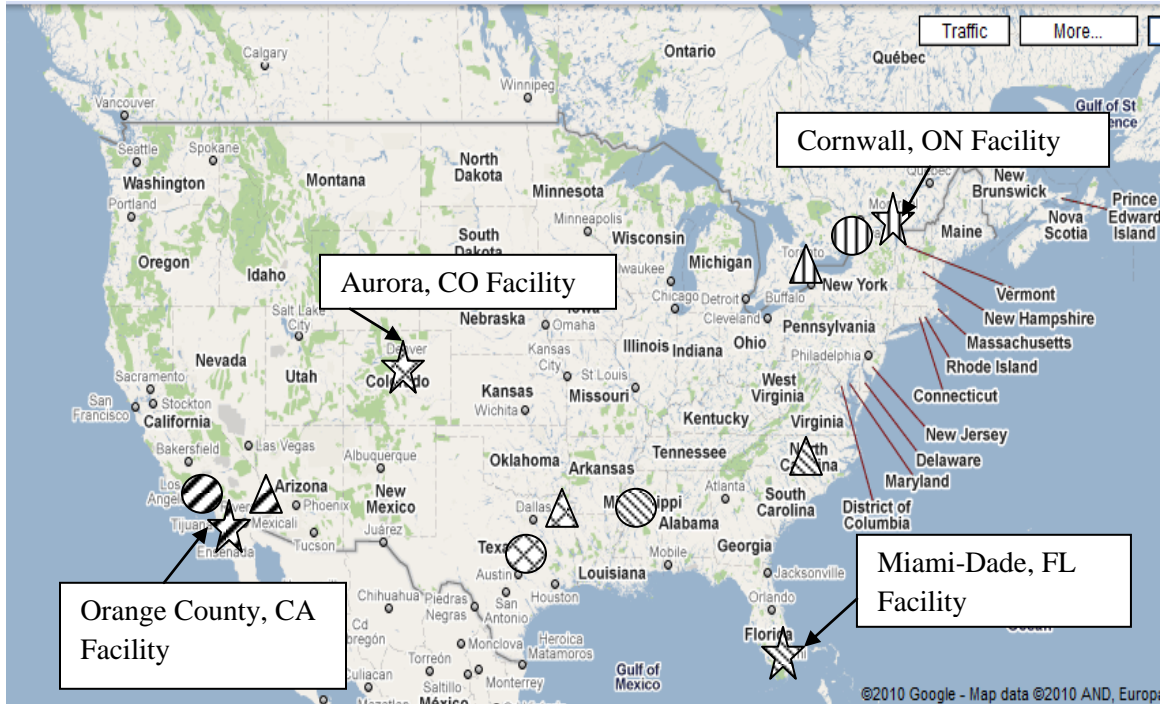 Traffic
More...
Ontario
Québec
Calgary
Winnipeg
Vancouver
Gulf of St
Cornwall, ON Facility
Seattle
Spokane
Washington
Montana
North
Dakota
Minnesota
New
Brunswick
Prince
Edward
Island
Nova
Scotia
Portland
Minneapolis
Maine
Oregon
Idaho
South
Wisconsin
Michigan
Toronto
Aurora, CO Facility
Vermont
New Hampshire
Massachusetts
Rhode Island
Connecticut
New Jersey
Delaware
Maryland
District of
Columbia
Buffalo
New York
Chicago
Detroit
Cleveland
Salt Lake
City
Nebraska
Omaha
Pennsylvania
Nevada
Utah
Denver
Illinois
Indiana
Ohio
Philadelphia
Sacramento
San
Francisco
Stockton
California
Kansas
City
St Louis
Kansas
Missouri
West
Virginia
Wichita
Kentucky
Virginia
Bakersfield
Las Vegas
Albuquerque
Oklahoma
Arkansas
Tennessee
North
Los
Arizona
Phoenix
New
Mexico
Dallas
Atlanta
South
Carolina
Alabama
Mexicali
Tucson
Juárez
Ensenada
Georgia
Austin
Houston
Louisiana
Mobile
Jacksonville
San
Antonio
Orange County, CA
Facility
Miami-Dade, FL
Facility
Chihuahua
Piedras
Negras
Orlando
Florida
Monclova
Heroica
Matamoros
Torreón
Saltillo
Monterrey
Culiacan
Gulf of
Mexico
México
©2010 Google - Map data ©2010 AND, Europa